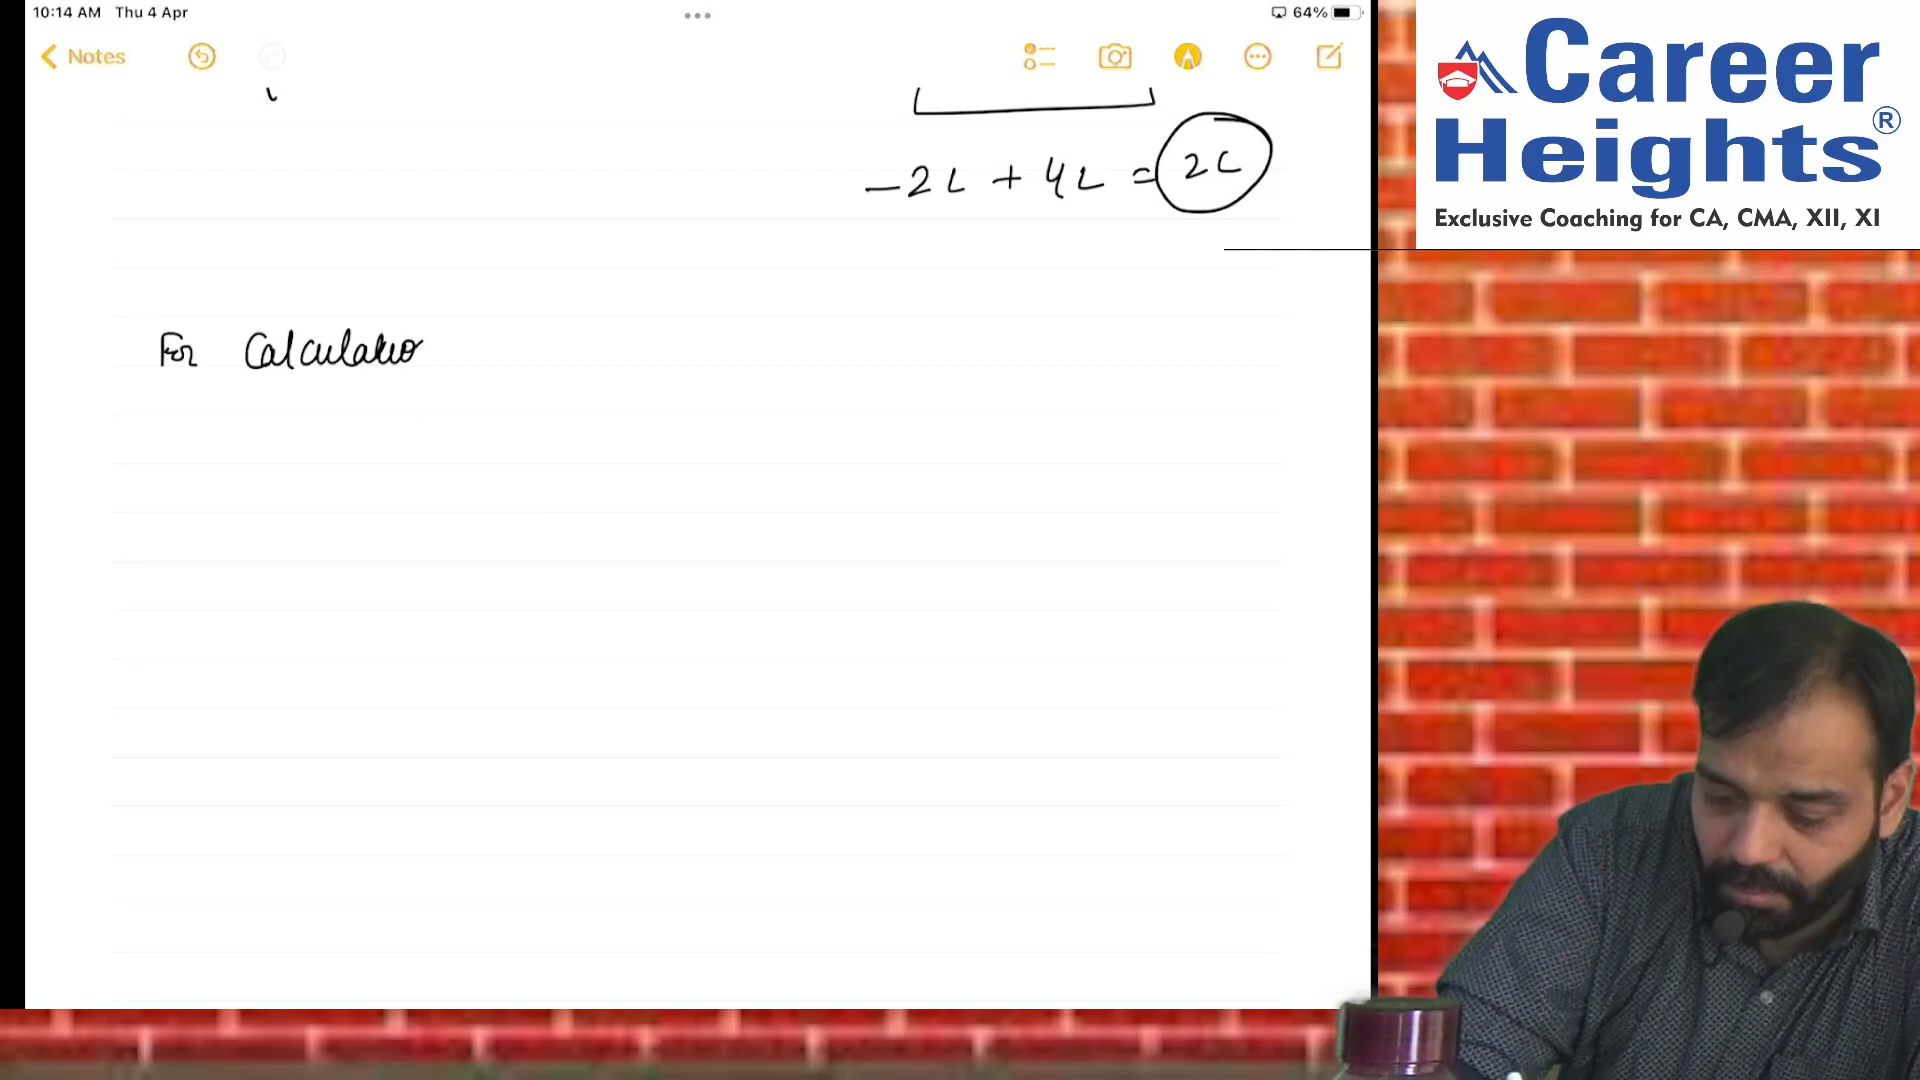 10:14 AM Thu 4 Apr
64%
Notes
-2L + 4L = 2L
For Calculatio
Career
Heights®
Exclusive Coaching for CA, CMA, XII, XI